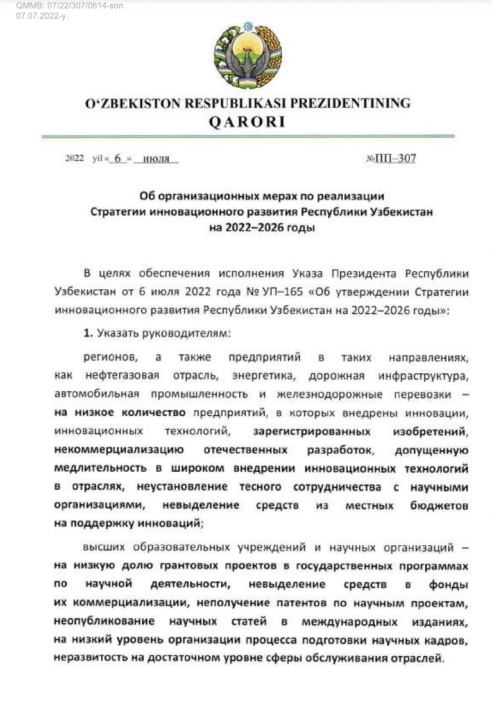 QMMB: 07/22/307/0614-son
07.07.2022-y.
O‘ZBEKISTON RESPUBLIKASI PREZIDENTINING
QARORI
2022 yil « 6 » июля
№ПП–307
Об организационных мерах по реализации
Стратегии инновационного развития Республики Узбекистан
на 2022–2026 годы
В целях обеспечения исполнения Указа Президента Республики
Узбекистан от 6 июля 2022 года № УП–165 «Об утверждении Стратегии
инновационного развития Республики Узбекистан на 2022–2026 годы»:
1. Указать руководителям:
регионов, а также предприятий в таких направлениях,
как нефтегазовая отрасль, энергетика, дорожная инфраструктура,
автомобильная промышленность и железнодорожные перевозки –
на низкое количество предприятий, в которых внедрены инновации,
инновационных технологий, зарегистрированных изобретений,
некоммерциализацию отечественных разработок, допущенную
медлительность в широком внедрении инновационных технологий
в отраслях, неустановление тесного сотрудничества с научными
организациями, невыделение средств из местных бюджетов
на поддержку инноваций;
высших образовательных учреждений и научных организаций –
на низкую долю грантовых проектов в государственных программах
по научной деятельности, невыделение средств в фонды
их коммерциализации, неполучение патентов по научным проектам,
неопубликование научных статей в международных изданиях,
на низкий уровень организации процесса подготовки научных кадров,
неразвитость на достаточном уровне сферы обслуживания отраслей.